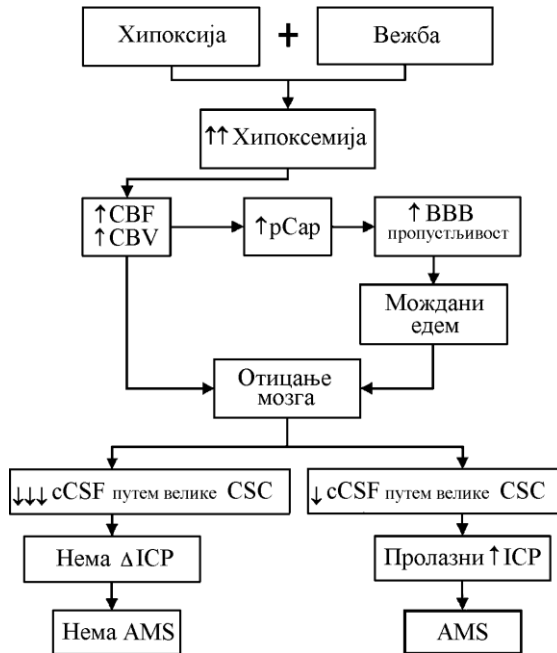 Хипоксија + Вежба
↑↑ Хипоксемија
↑CBF
↑CBV
↑pCap
↑ BBB
пропустљивост
Мождани
едем
Отицање
мозга
↓↓↓ cCSF путем велике CSC
↓ cCSF путем велике CSC
Нема ΔICP
Пролазни ↑ICP
Нема AMS
AMS